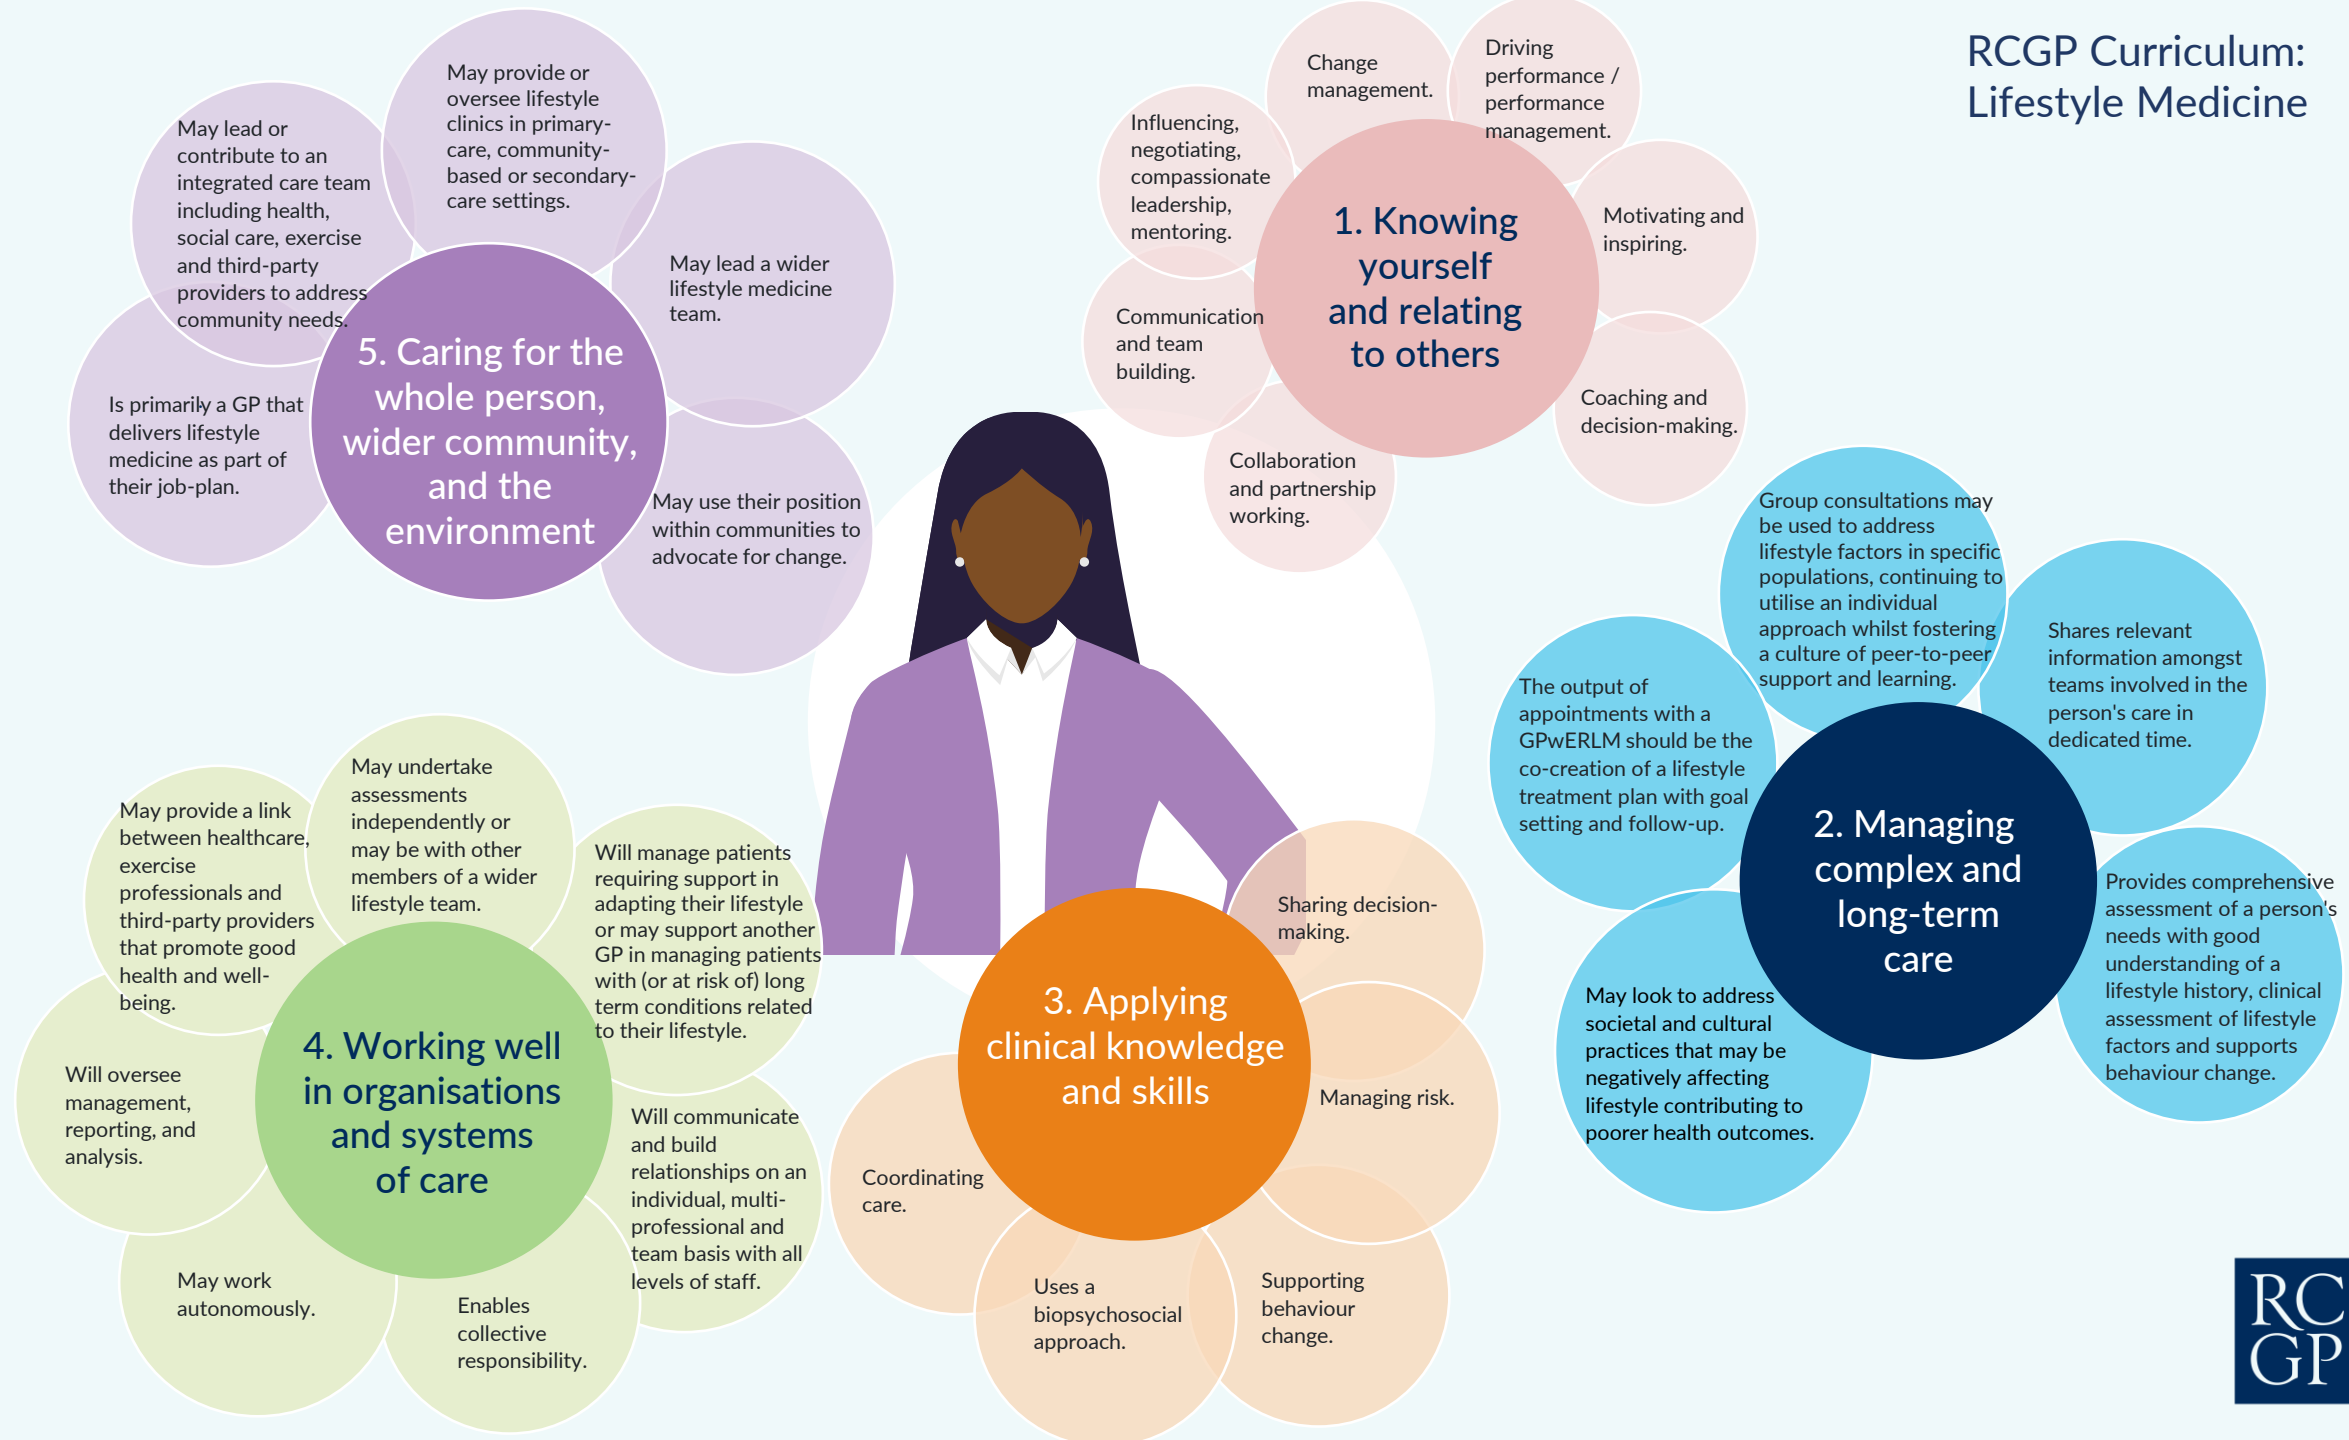 RCGP Curriculum:
Lifestyle Medicine
1. Knowing
yourself
and relating
to others
Collaboration
and partnership
working.
Communication
and team
building.
Influencing,
negotiating,
compassionate
leadership,
mentoring.
Change
management.
Driving
performance /
performance
management.
Motivating and
inspiring.
Coaching and
decision-making.
2. Managing
complex and
long-term
care
May look to address
societal and cultural
practices that may be
negatively affecting
lifestyle contributing to
poorer health outcomes.
The output of
appointments with a
GPwERLM should be the
co-creation of a lifestyle
treatment plan with goal
setting and follow-up.
Group consultations may
be used to address
lifestyle factors in specific
populations, continuing to
utilise an individual
approach whilst fostering
a culture of peer-to-peer
support and learning.
Shares relevant
information amongst
teams involved in the
person's care in
dedicated time.
Provides comprehensive
assessment of a person's
needs with good
understanding of a
lifestyle history, clinical
assessment of lifestyle
factors and supports
behaviour change.
3. Applying
clinical knowledge
and skills
Sharing decision-
making.
Managing risk.
Supporting
behaviour
change.
Uses a
biopsychosocial
approach.
Coordinating
care.
4. Working well
in organisations
and systems
of care
May provide a link
between healthcare,
exercise
professionals and
third-party providers
that promote good
health and well-
being.
May undertake
assessments
independently or
may be with other
members of a wider
lifestyle team.
Will manage patients
requiring support in
adapting their lifestyle
or may support another
GP in managing patients
with (or at risk of) long
term conditions related
to their lifestyle.
Will communicate
and build
relationships on an
individual, multi-
professional and
team basis with all
levels of staff.
Enables
collective
responsibility.
May work
autonomously.
Will oversee
management,
reporting, and
analysis.
5. Caring for the
whole person,
wider community,
and the
environment
Is primarily a GP that
delivers lifestyle
medicine as part of
their job-plan.
May lead or
contribute to an
integrated care team
including health,
social care, exercise
and third-party
providers to address
community needs.
May provide or
oversee lifestyle
clinics in primary-
care, community-
based or secondary-
care settings.
May lead a wider
lifestyle medicine
team.
May use their position
within communities to
advocate for change.
RC
GP